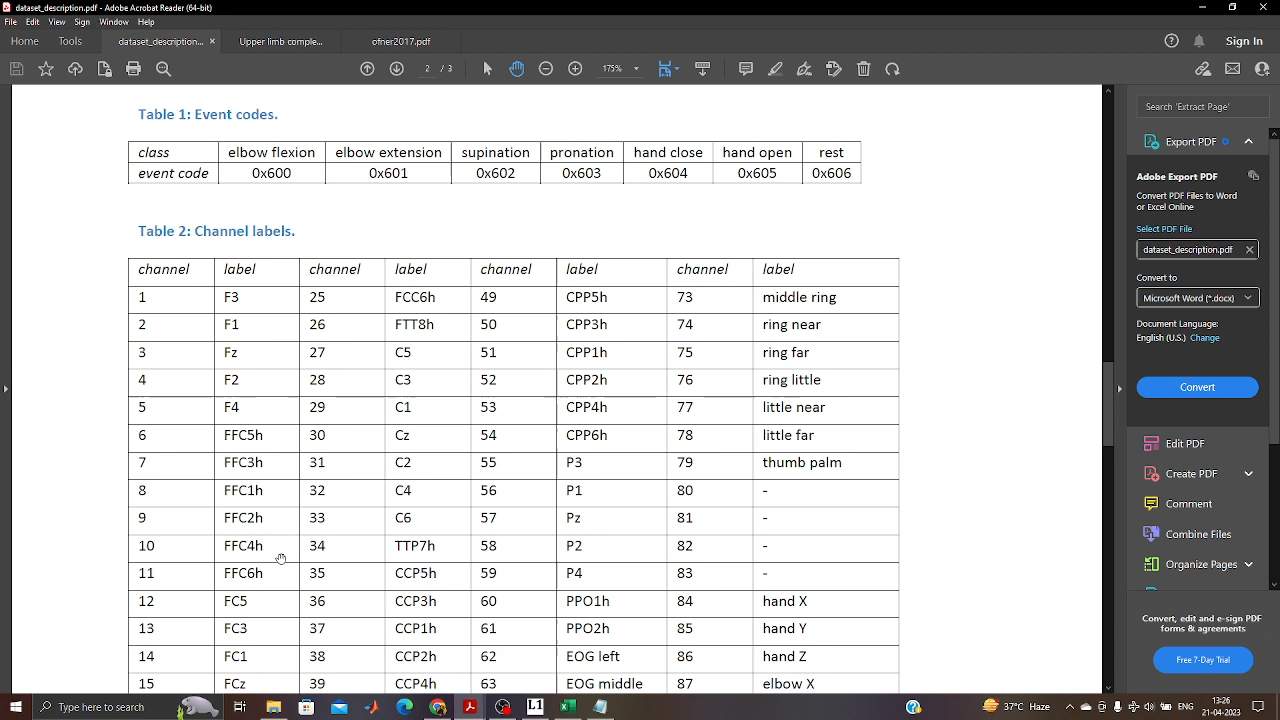 dataset_description.pdf - Adobe Acrobat Reader (64-bit)
File Edit View Sign Window Help
Home Tools dataset_description... × Upper limb comple... ofner2017.pdf Sign In
2 / 3 175%
Table 1: Event codes.
class elbow flexion elbow extension supination pronation hand close hand open rest
event code 0x600 0x601 0x602 0x603 0x604 0x605 0x606
Table 2: Channel labels.
channel label channel label channel label channel label
1 F3 25 FCC6h 49 CPP5h 73 middle ring
2 F1 26 FTT8h 50 CPP3h 74 ring near
3 Fz 27 C5 51 CPP1h 75 ring far
4 F2 28 C3 52 CPP2h 76 ring little
5 F4 29 C1 53 CPP4h 77 little near
6 FFC5h 30 Cz 54 CPP6h 78 little far
7 FFC3h 31 C2 55 P3 79 thumb palm
8 FFC1h 32 C4 56 P1 80 -
9 FFC2h 33 C6 57 Pz 81 -
10 FFC4h 34 TTP7h 58 P2 82 -
11 FFC6h 35 CCP5h 59 P4 83 -
12 FC5 36 CCP3h 60 PPO1h 84 hand X
13 FC3 37 CCP1h 61 PPO2h 85 hand Y
14 FC1 38 CCP2h 62 EOG left 86 hand Z
15 FCz 39 CCP4h 63 EOG middle 87 elbow X
Search 'Extract Page'
Export PDF
Adobe Export PDF
Convert PDF Files to Word
or Excel Online
Select PDF File
dataset_description.pdf ×
Convert to
Microsoft Word (*.docx)
Document Language:
English (U.S.) Change
Convert
Edit PDF
Create PDF
Comment
Combine Files
Organize Pages
Convert, edit and e-sign PDF
forms & agreements
Free 7-Day Trial
Type here to search L1 37°C Haze ENG 13:26
21-04-2023